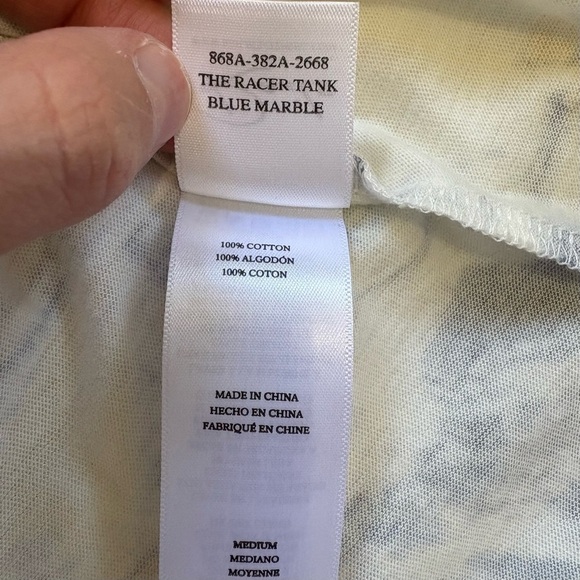 868A-382A-2668
THE RACER TANK
BLUE MARBLE
100% COTTON
100% ALGODÓN
100% COTON
MADE IN CHINA
HECHO EN CHINA
FABRIQUÉ EN CHINE
MEDIUM
MEDIANO
MOYENNE